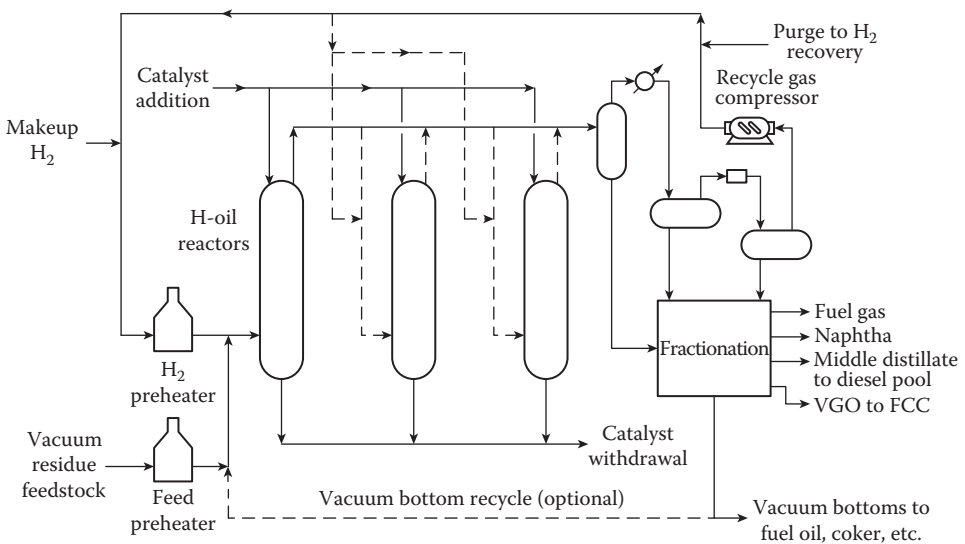 Purge to H2
recovery
Catalyst
addition
Recycle gas
compressor
Makeup
H2
H-oil
reactors
H2
preheater
Fractionation
Fuel gas
Naphtha
Middle distillate
to diesel pool
VGO to FCC
Catalyst
withdrawal
Vacuum
residue
feedstock
Feed
preheater
Vacuum bottom recycle (optional)
Vacuum bottoms to
fuel oil, coker, etc.